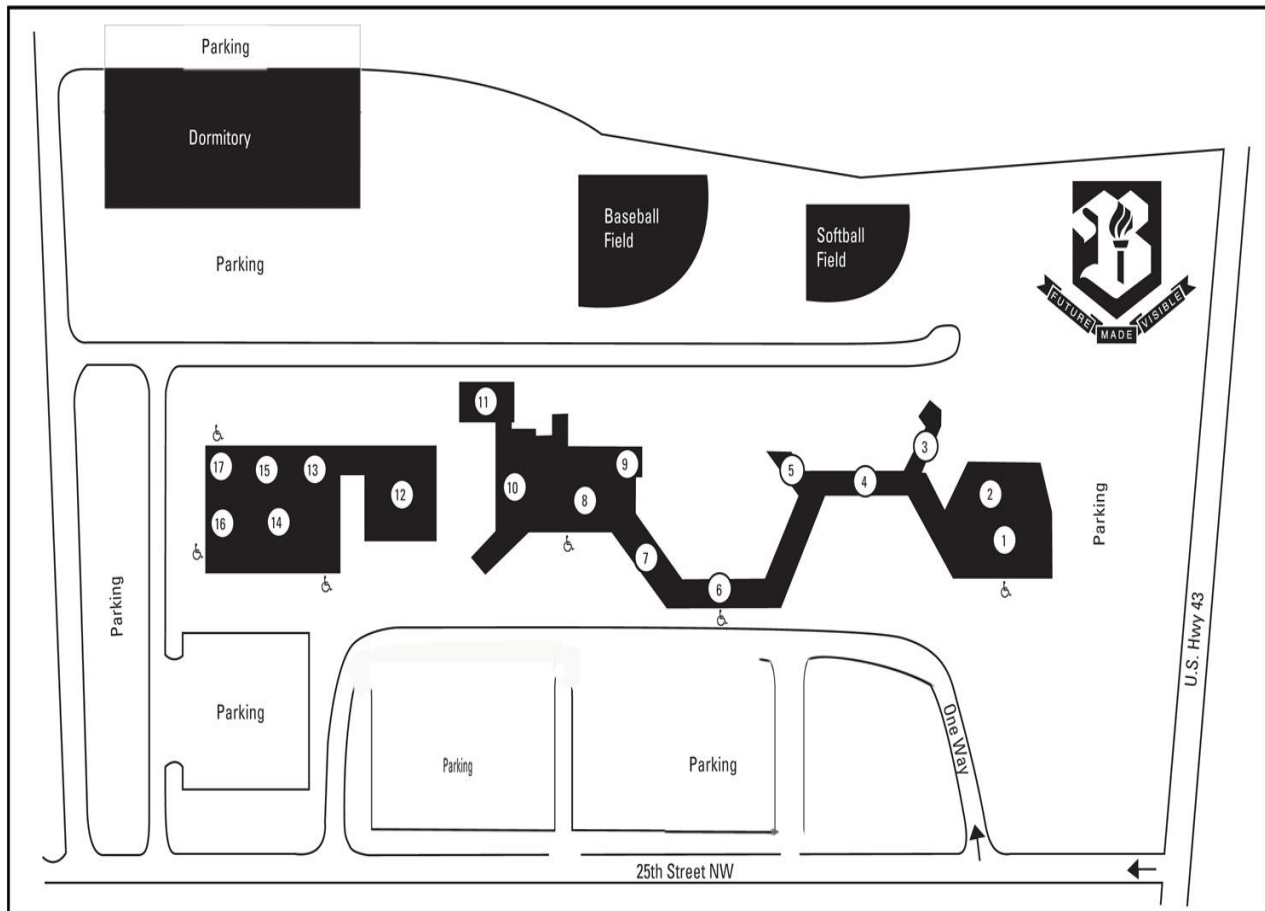 Parking
Dormitory
Parking
Baseball
Field
Softball
Field
B
FUTURE
MADE
VISIBLE
11
3
17
15
13
9
5
4
12
10
8
2
16
14
1
7
6
Parking
Parking
U.S. Hwy 43
Parking
Parking
Parking
One Way
25th Street NW